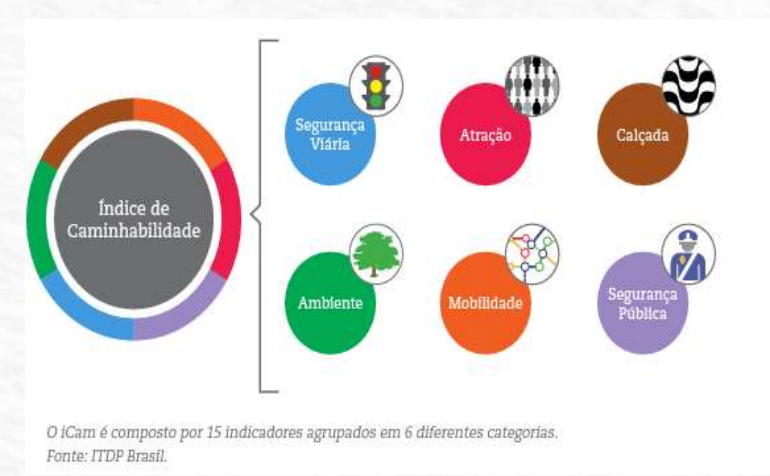 Índice de
Caminhabilidade
Segurança
Viária
Atração
Calçada
Ambiente
Mobilidade
Segurança
Pública
O iCam é composto por 15 indicadores agrupados em 6 diferentes categorias.
Fonte: ITDP Brasil.